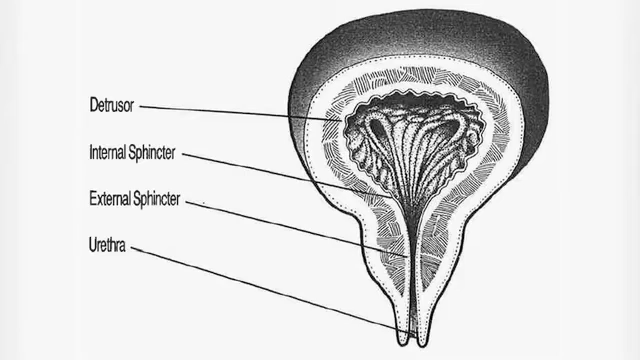 Detrusor
Internal Sphincter
External Sphincter
Urethra